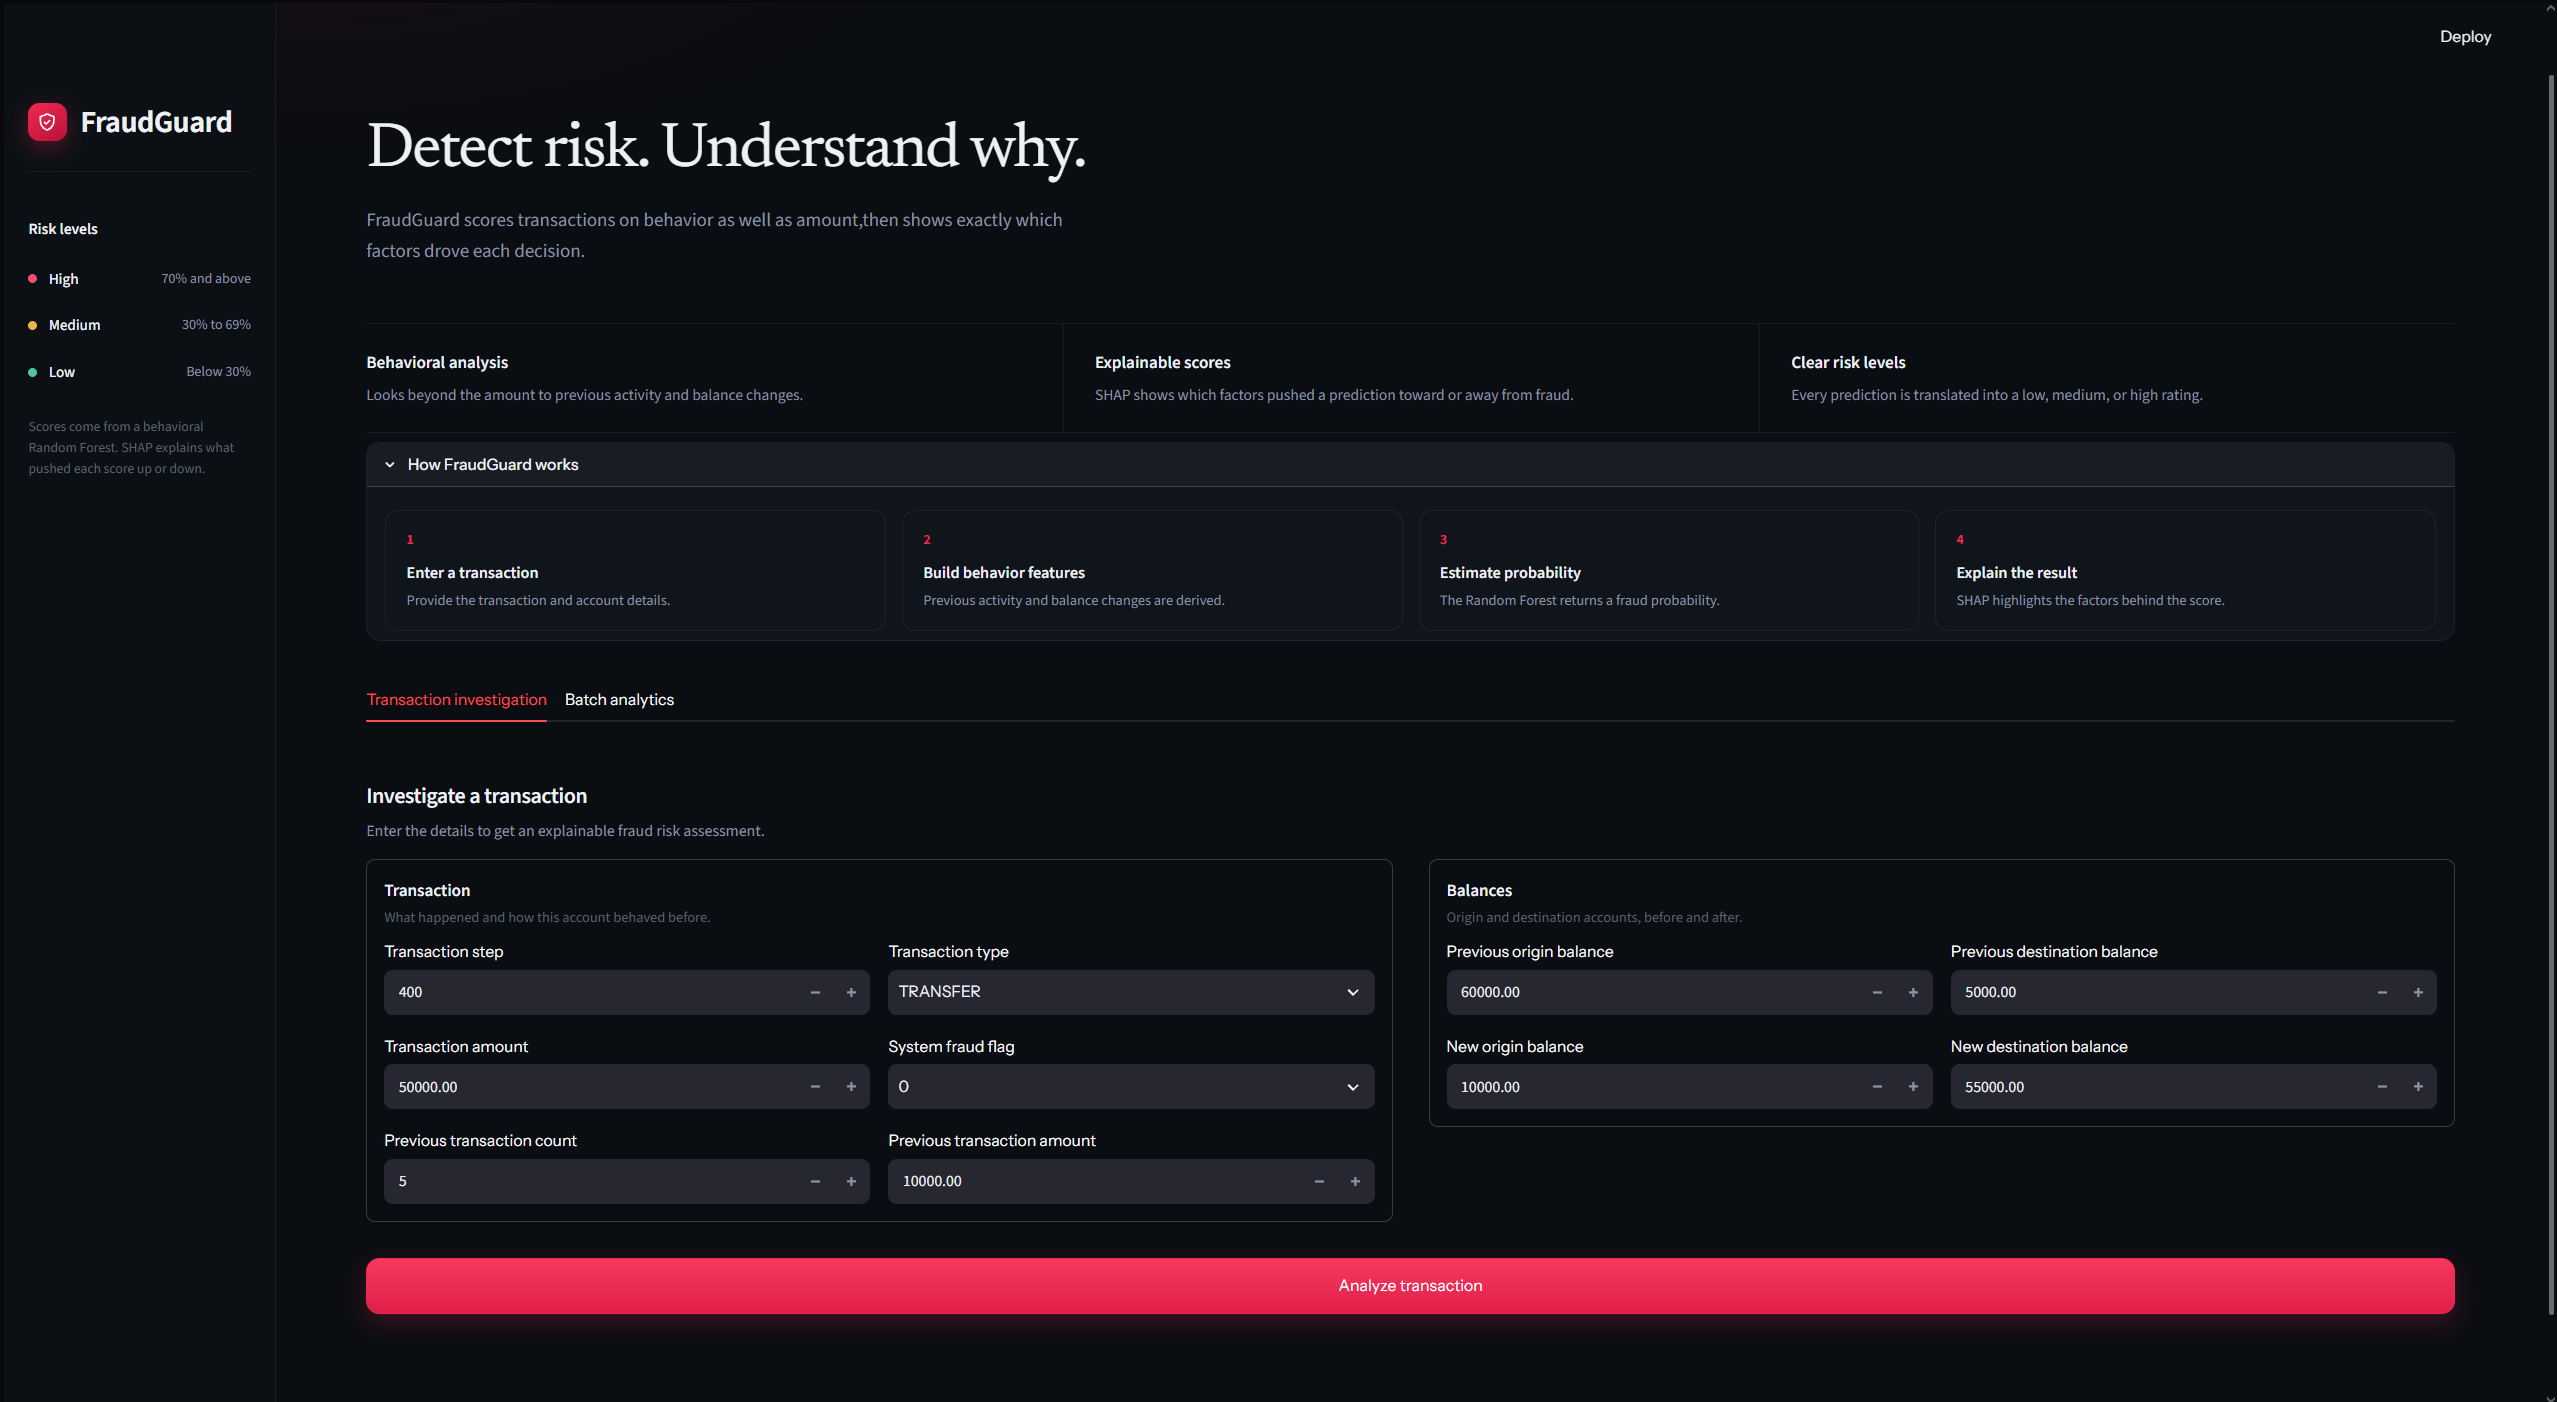 Deploy
FraudGuard
Risk levels
High 70% and above
Medium 30% to 69%
Low Below 30%
Scores come from a behavioral
Random Forest. SHAP explains what
pushed each score up or down.
Detect risk. Understand why.
FraudGuard scores transactions on behavior as well as amount,then shows exactly which
factors drove each decision.
Behavioral analysis
Looks beyond the amount to previous activity and balance changes.
Explainable scores
SHAP shows which factors pushed a prediction toward or away from fraud.
Clear risk levels
Every prediction is translated into a low, medium, or high rating.
How FraudGuard works
1
Enter a transaction
Provide the transaction and account details.
2
Build behavior features
Previous activity and balance changes are derived.
3
Estimate probability
The Random Forest returns a fraud probability.
4
Explain the result
SHAP highlights the factors behind the score.
Transaction investigation Batch analytics
Investigate a transaction
Enter the details to get an explainable fraud risk assessment.
Transaction
What happened and how this account behaved before.
Transaction step Transaction type
400 TRANSFER
Transaction amount System fraud flag
50000.00 0
Previous transaction count Previous transaction amount
5 10000.00
Balances
Origin and destination accounts, before and after.
Previous origin balance Previous destination balance
60000.00 5000.00
New origin balance New destination balance
10000.00 55000.00
Analyze transaction